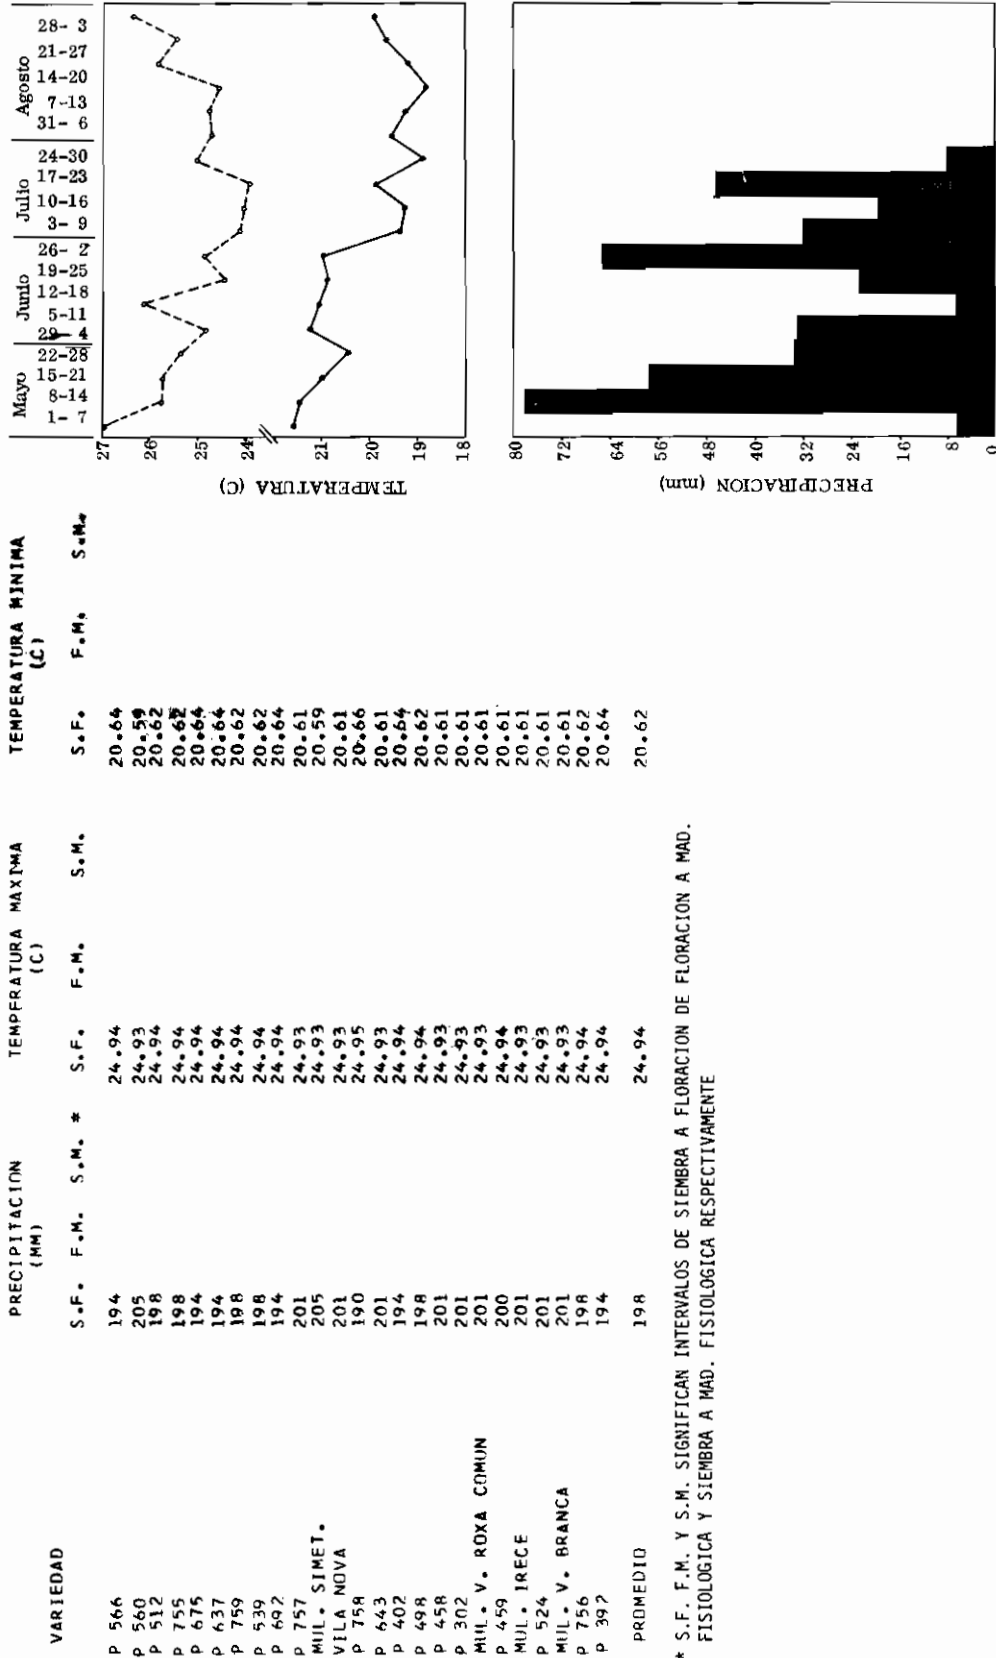 PRECIPITACION TEMPERATURA MAXIMA TEMPERATURA MINIMA
(MM) (C) (C)
VARIEDAD S.F. F.M. S.M. * S.F. F.M. S.M. S.F. F.M. S.M.
P 566 194 24.94 20.64
P 560 205 24.93 20.59
P 512 198 24.94 20.62
P 755 198 24.94 20.62
P 675 194 24.94 20.64
P 637 194 24.94 20.64
P 759 198 24.94 20.62
P 539 198 24.94 20.62
P 692 194 24.94 20.64
P 757 201 24.93 20.61
MUL. SIMET. 205 24.93 20.59
VILA NOVA 201 24.93 20.61
P 758 190 24.95 20.66
P 643 201 24.93 20.61
P 402 194 24.94 20.64
P 498 198 24.94 20.62
P 458 201 24.93 20.61
P 302 201 24.93 20.61
MUL. V. ROXA COMUN 201 24.93 20.61
P 459 200 24.94 20.61
MUL. IRECE 201 24.93 20.61
P 524 201 24.93 20.61
MUL. V. BRANCA 201 24.93 20.61
P 756 198 24.94 20.62
P 392 194 24.94 20.64
PROMEDIO 198 24.94 20.62
* S.F. F.M. Y S.M. SIGNIFICAN INTERVALOS DE SIEMBRA A FLORACION DE FLORACION A MAD.
FISIOLOGICA Y SIEMBRA A MAD. FISIOLOGICA RESPECTIVAMENTE
Mayo Junio Julio Agosto
1- 7 8-14 15-21 22-28 29- 4 5-11 12-18 19-25 26- 2 3- 9 10-16 17-23 24-30 31- 6 7-13 14-20 21-27 28- 3
TEMPERATURA (C)
27
26
25
24
21
20
19
18
PRECIPIRACION (mm)
80
72
64
56
48
40
32
24
16
8
0